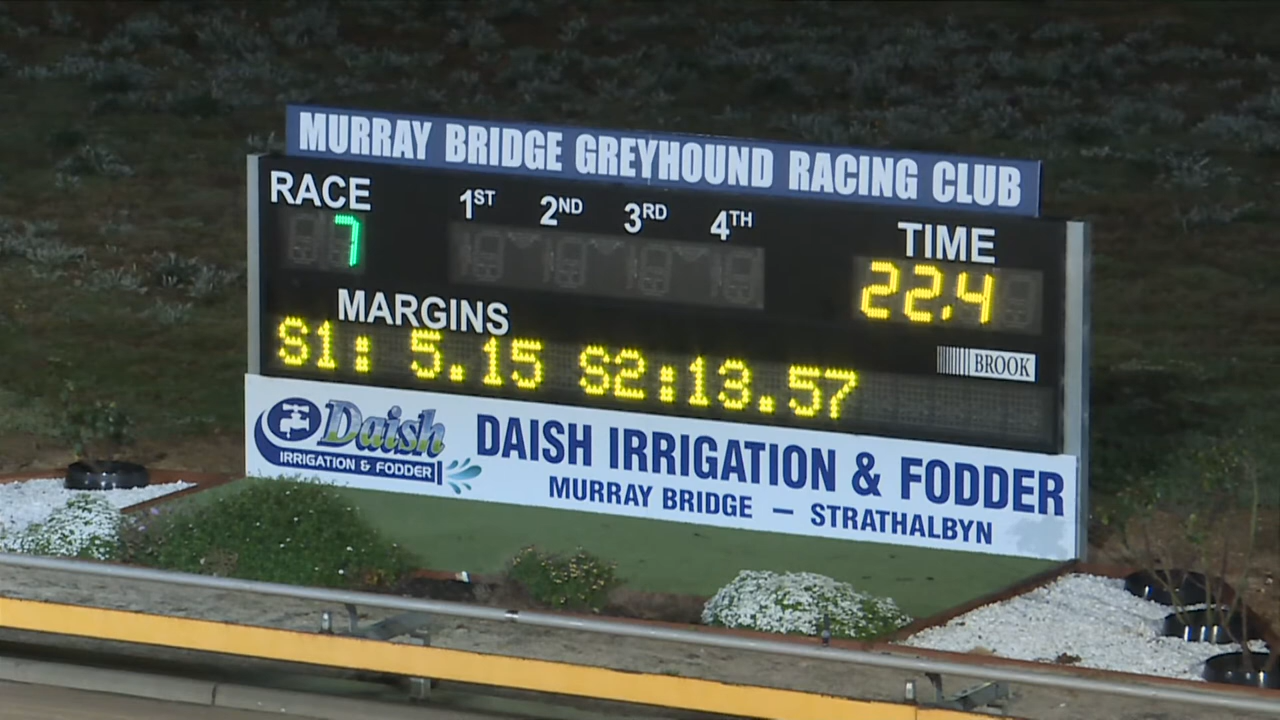 MURRAY BRIDGE GREYHOUND RACING CLUB
RACE 1ST 2ND 3RD 4TH TIME
7 22.4
MARGINS
S1: 5.15 S2:13.57
BROOK
Daish
IRRIGATION & FODDER
DAISH IRRIGATION & FODDER
MURRAY BRIDGE – STRATHALBYN